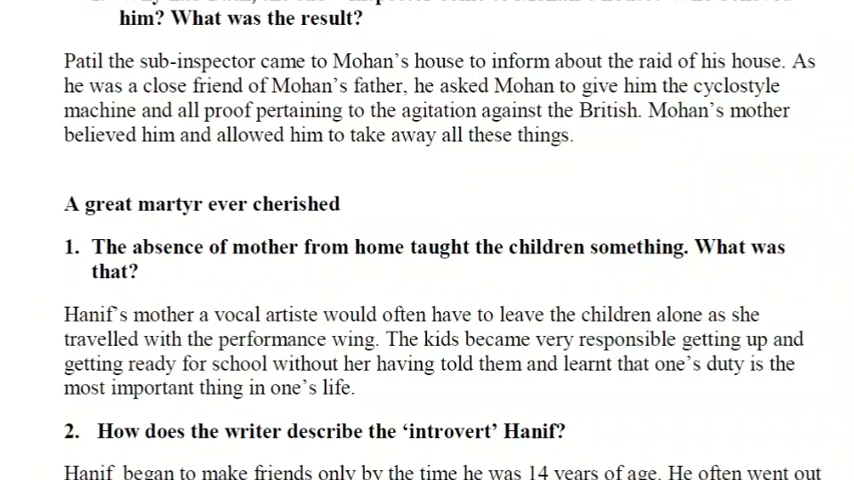 him? What was the result?
Patil the sub-inspector came to Mohan's house to inform about the raid of his house. As
he was a close friend of Mohan's father, he asked Mohan to give him the cyclostyle
machine and all proof pertaining to the agitation against the British. Mohan's mother
believed him and allowed him to take away all these things.
A great martyr ever cherished
1. The absence of mother from home taught the children something. What was
that?
Hanif's mother a vocal artiste would often have to leave the children alone as she
travelled with the performance wing. The kids became very responsible getting up and
getting ready for school without her having told them and learnt that one's duty is the
most important thing in one's life.
2. How does the writer describe the ‘introvert’ Hanif?
Hanif began to make friends only by the time he was 14 years of age. He often went out